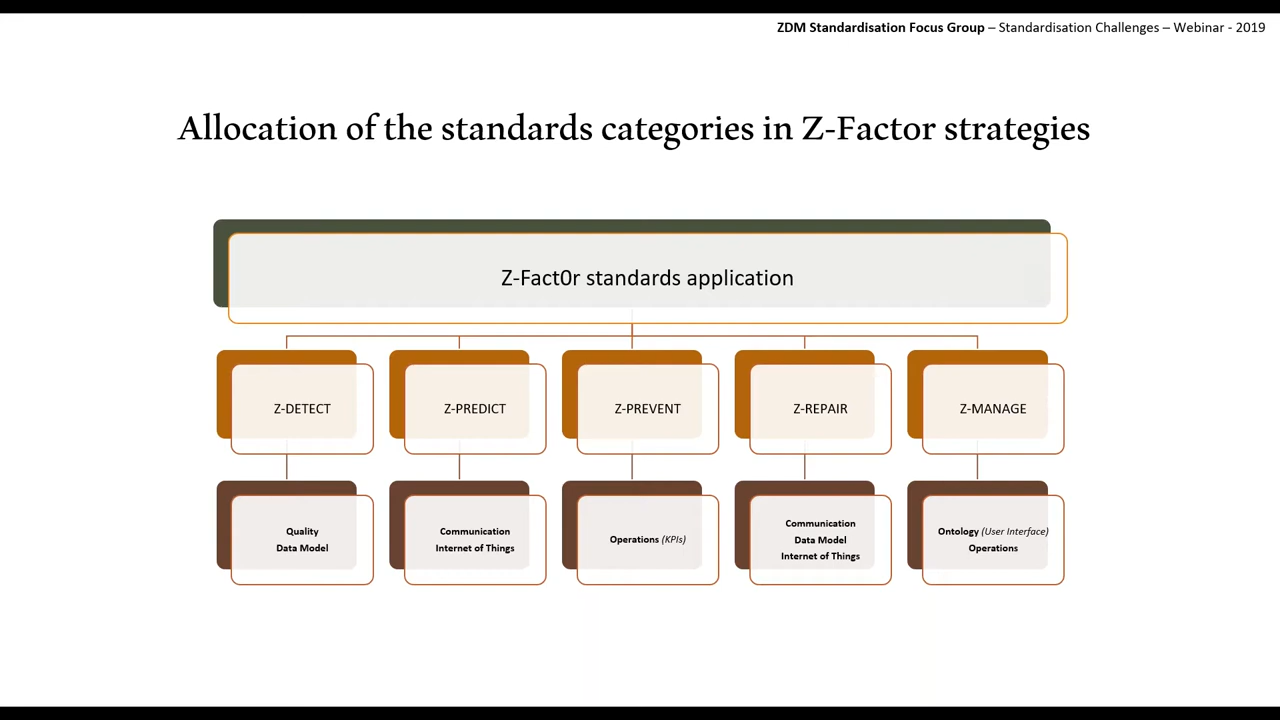 ZDM Standardisation Focus Group – Standardisation Challenges – Webinar - 2019
Allocation of the standards categories in Z-Factor strategies
Z-Fact0r standards application
Z-DETECT
Z-PREDICT
Z-PREVENT
Z-REPAIR
Z-MANAGE
Quality
Data Model
Communication
Internet of Things
Operations (KPIs)
Communication
Data Model
Internet of Things
Ontology (User Interface)
Operations